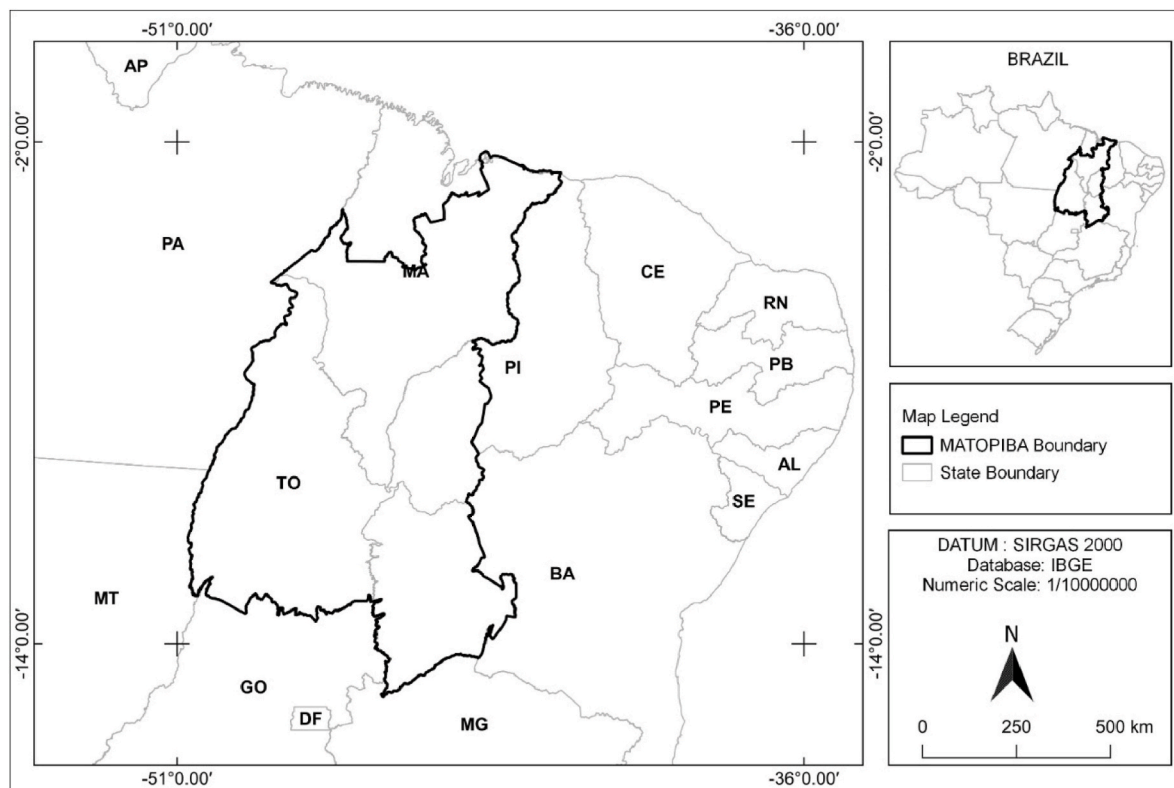 -51°0.00′
-36°0.00′
-2°0.00′
-2°0.00′
AP
PA
MA
CE
RN
PB
PI
PE
AL
SE
TO
BA
MT
-14°0.00′
-14°0.00′
GO
DF
MG
-51°0.00′
-36°0.00′
BRAZIL
Map Legend
MATOPIBA Boundary
State Boundary
DATUM : SIRGAS 2000
Database: IBGE
Numeric Scale: 1/10000000
N
0 250 500 km